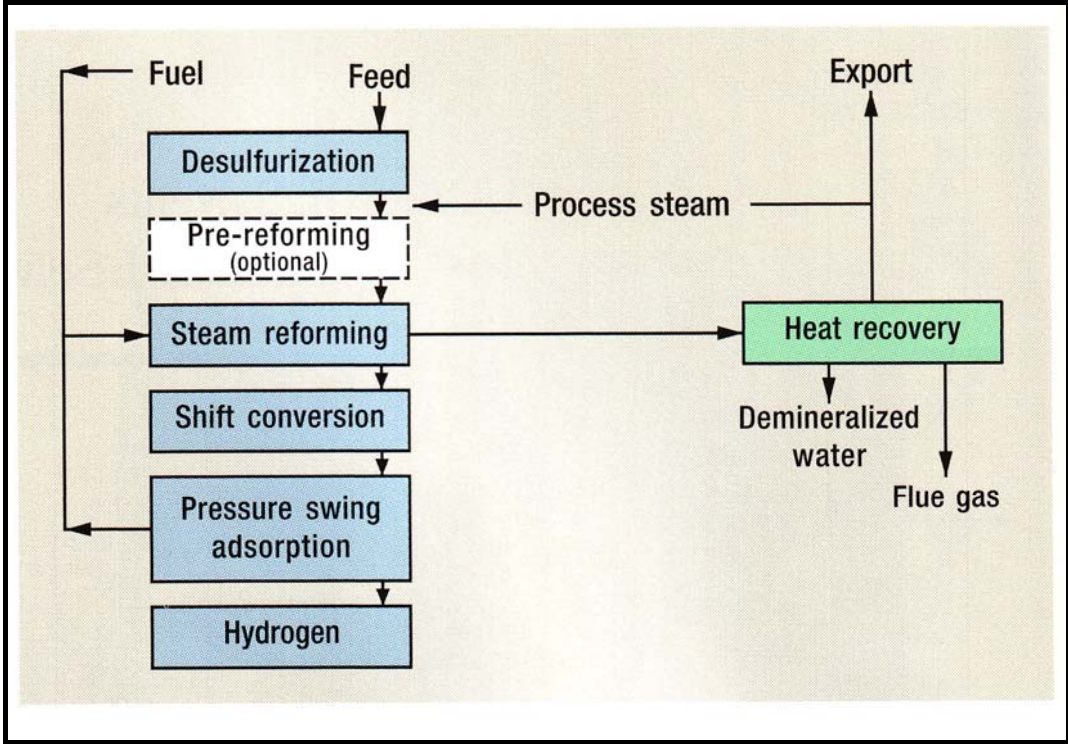 Fuel
Feed
Export
Desulfurization
Process steam
Pre-reforming
(optional)
Steam reforming
Heat recovery
Shift conversion
Demineralized
water
Pressure swing
adsorption
Flue gas
Hydrogen